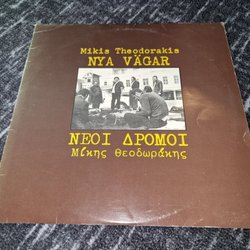 Mikis Theodorakis
NYA VÄGAR
ΝΕΟΙ ΔΡΟΜΟΙ
Μίκης Θεοδωράκης